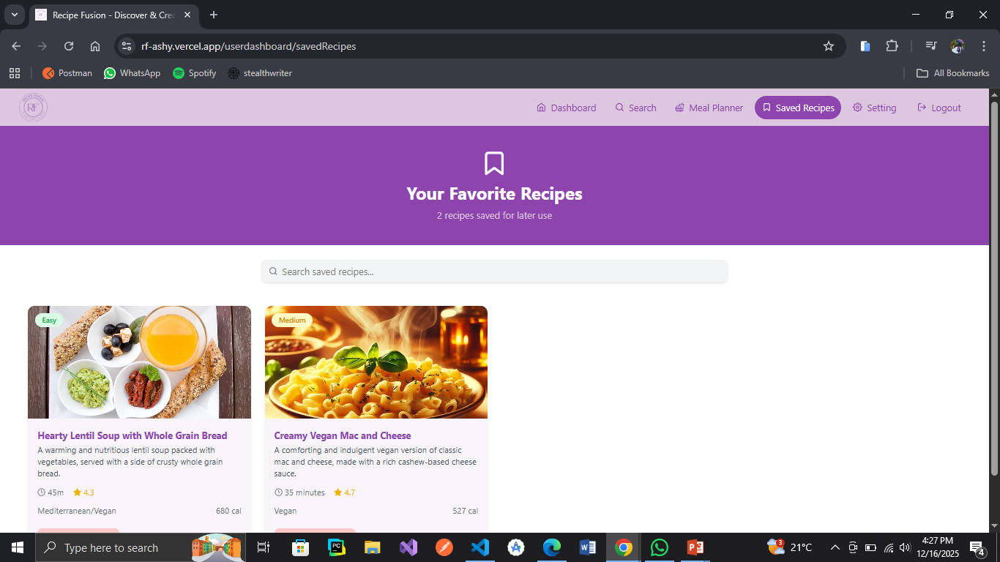 Recipe Fusion - Discover & Crea
rf-ashy.vercel.app/userdashboard/savedRecipes
Postman
WhatsApp
Spotify
stealthwriter
All Bookmarks
RF
Dashboard
Search
Meal Planner
Saved Recipes
Setting
Logout
Your Favorite Recipes
2 recipes saved for later use
Search saved recipes...
Easy
Medium
Hearty Lentil Soup with Whole Grain Bread
A warming and nutritious lentil soup packed with
vegetables, served with a side of crusty whole grain
bread.
45m
4.3
Mediterranean/Vegan
680 cal
Creamy Vegan Mac and Cheese
A comforting and indulgent vegan version of classic
mac and cheese, made with a rich cashew-based cheese
sauce.
35 minutes
4.7
Vegan
527 cal
Type here to search
PC
3
21°C
4:27 PM
12/16/2025
4